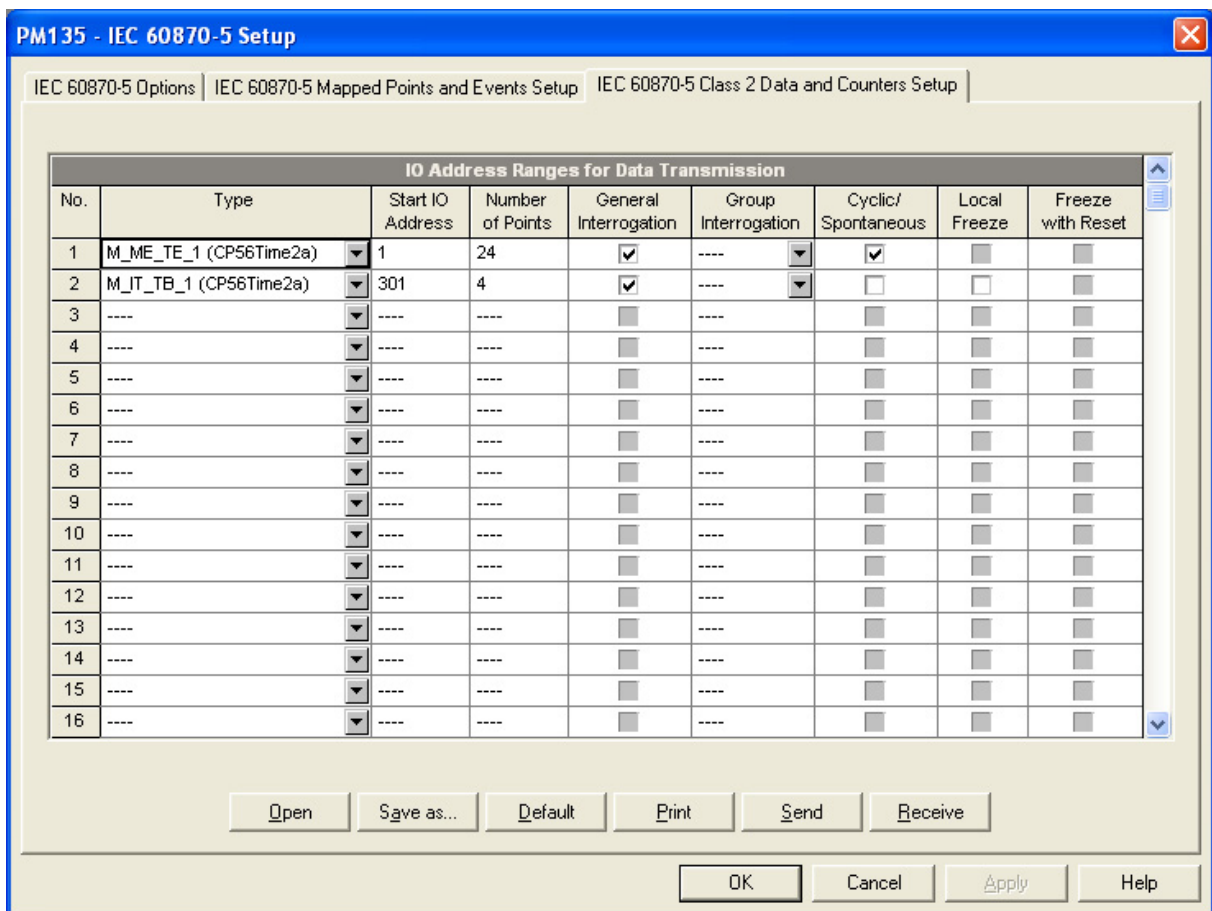 PM135 - IEC 60870-5 Setup
IEC 60870-5 Options IEC 60870-5 Mapped Points and Events Setup IEC 60870-5 Class 2 Data and Counters Setup
IO Address Ranges for Data Transmission
No. Type Start IO Address Number of Points General Interrogation Group Interrogation Cyclic/ Spontaneous Local Freeze Freeze with Reset
1 M_ME_TE_1 (CP56Time2a) 1 24 ----
2 M_IT_TB_1 (CP56Time2a) 301 4 ----
3 ---- ---- ---- ----
4 ---- ---- ---- ----
5 ---- ---- ---- ----
6 ---- ---- ---- ----
7 ---- ---- ---- ----
8 ---- ---- ---- ----
9 ---- ---- ---- ----
10 ---- ---- ---- ----
11 ---- ---- ---- ----
12 ---- ---- ---- ----
13 ---- ---- ---- ----
14 ---- ---- ---- ----
15 ---- ---- ---- ----
16 ---- ---- ---- ----
Open Save as... Default Print Send Receive
OK Cancel Apply Help